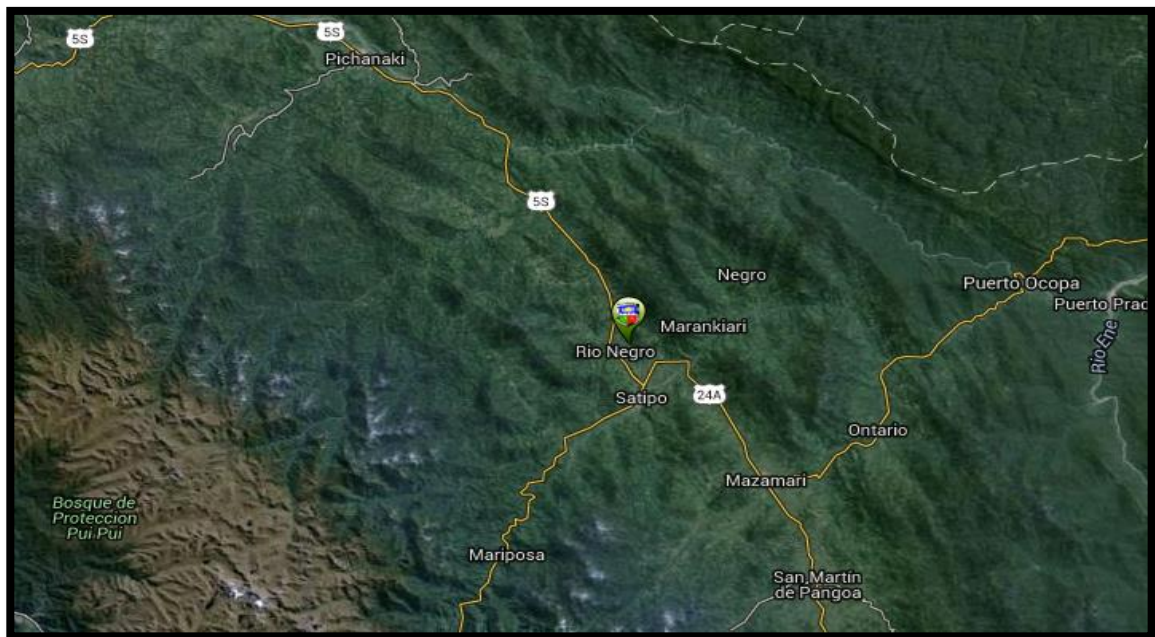 5S
5S
Pichanaki
5S
Negro
Puerto Ocopa
Puerto Prad
Marankiari
Rio Negro
Rio Ene
Satipo
24A
Ontario
Mazamari
Bosque de
Proteccion
Pui Pui
Mariposa
San Martín
de Pangoa